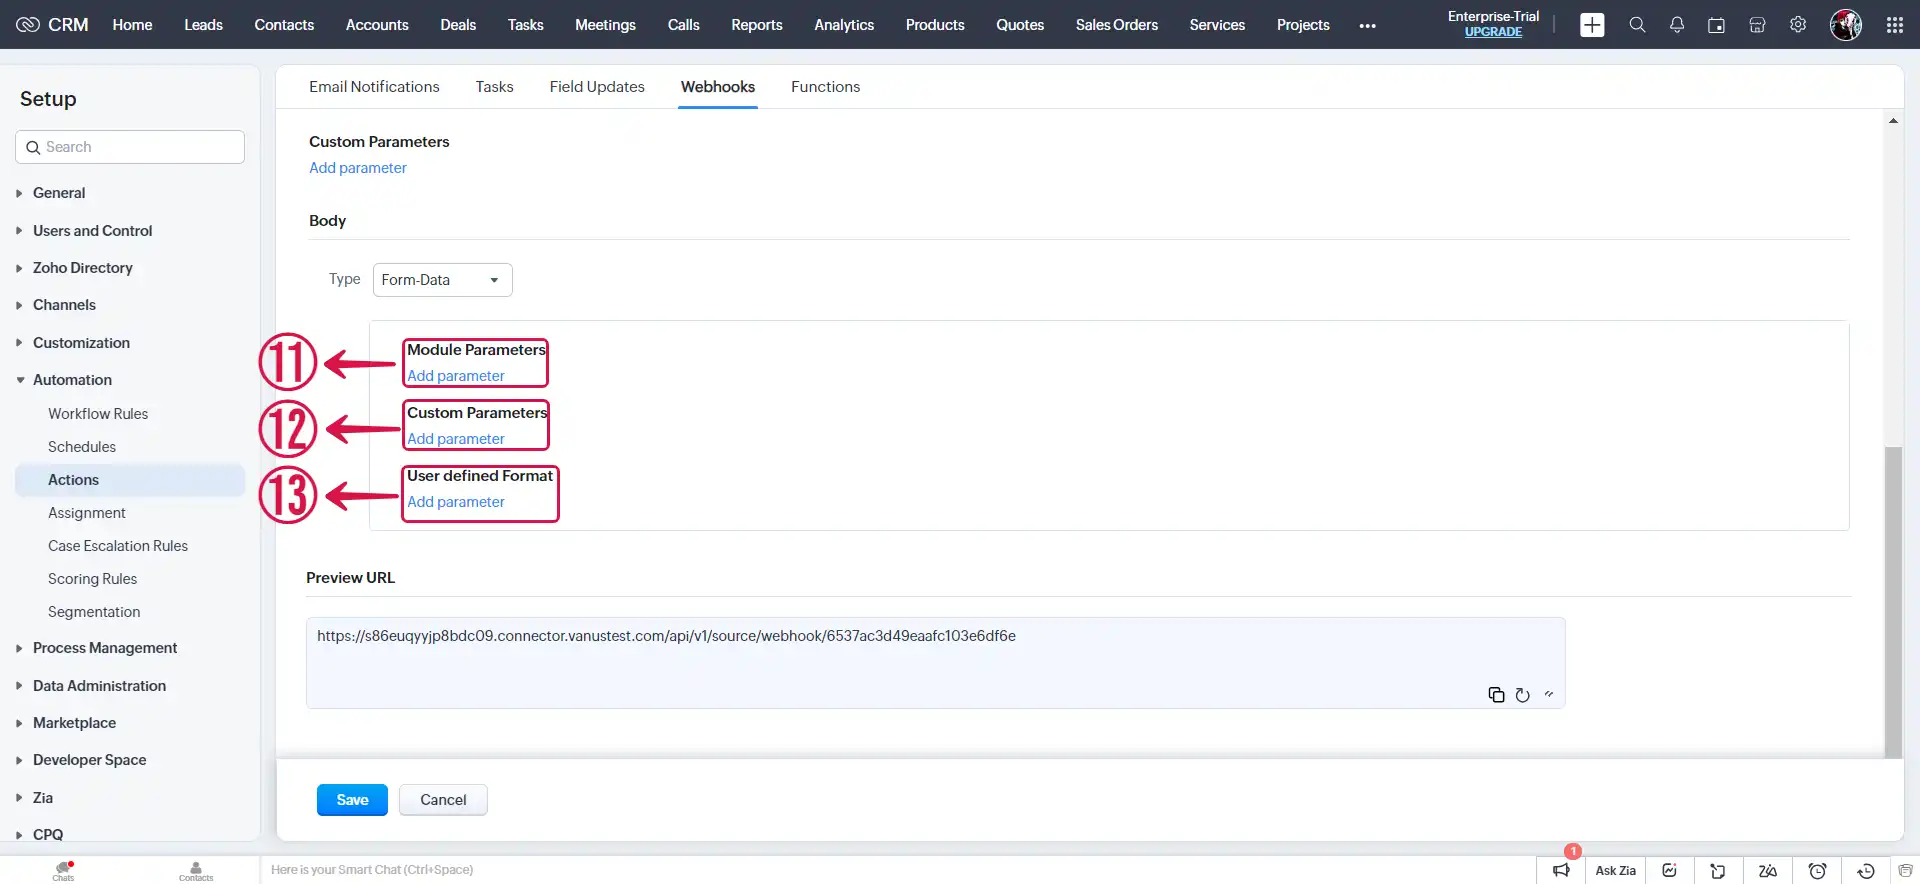 CRM Home Leads Contacts Accounts Deals Tasks Meetings Calls Reports Analytics Products Quotes Sales Orders Services Projects ••• Enterprise-Trial
UPGRADE
Setup
Search
General
Users and Control
Zoho Directory
Channels
Customization
Automation
Workflow Rules
Schedules
Actions
Assignment
Case Escalation Rules
Scoring Rules
Segmentation
Process Management
Data Administration
Marketplace
Developer Space
Zia
CPQ
Email Notifications Tasks Field Updates Webhooks Functions
Custom Parameters
Add parameter
Body
Type Form-Data
11 Module Parameters
Add parameter
12 Custom Parameters
Add parameter
13 User defined Format
Add parameter
Preview URL
https://s86euqyyjp8bdc09.connector.vanustest.com/api/v1/source/webhook/6537ac3d49eaafc103e6df6e
Save Cancel
Chats Contacts Here is your Smart Chat (Ctrl+Space) 1 Ask Zia